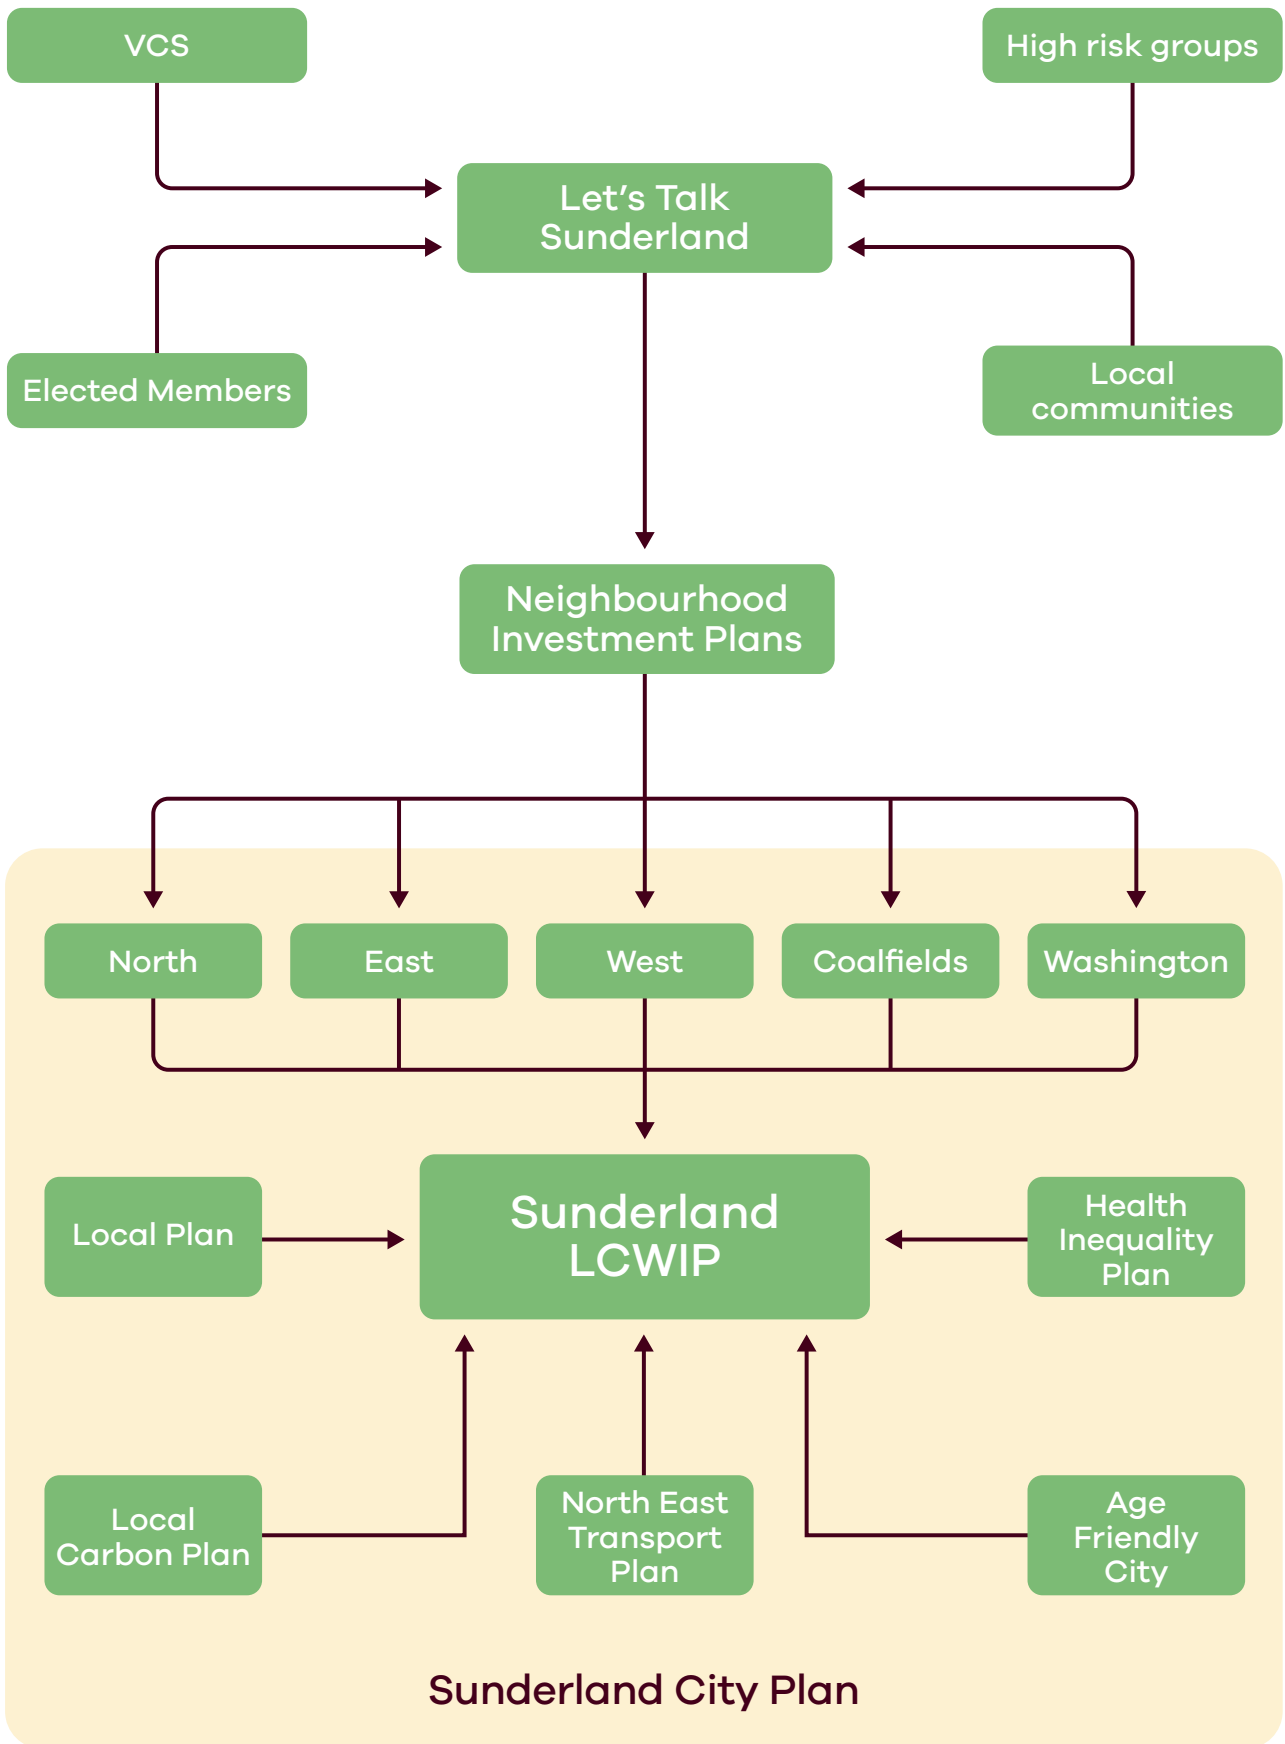 VCS
High risk groups
Let's Talk
Sunderland
Elected Members
Local
communities
Neighbourhood
Investment Plans
North
East
West
Coalfields
Washington
Local Plan
Sunderland
LCWIP
Health
Inequality
Plan
Local
Carbon Plan
North East
Transport
Plan
Age
Friendly
City
Sunderland City Plan